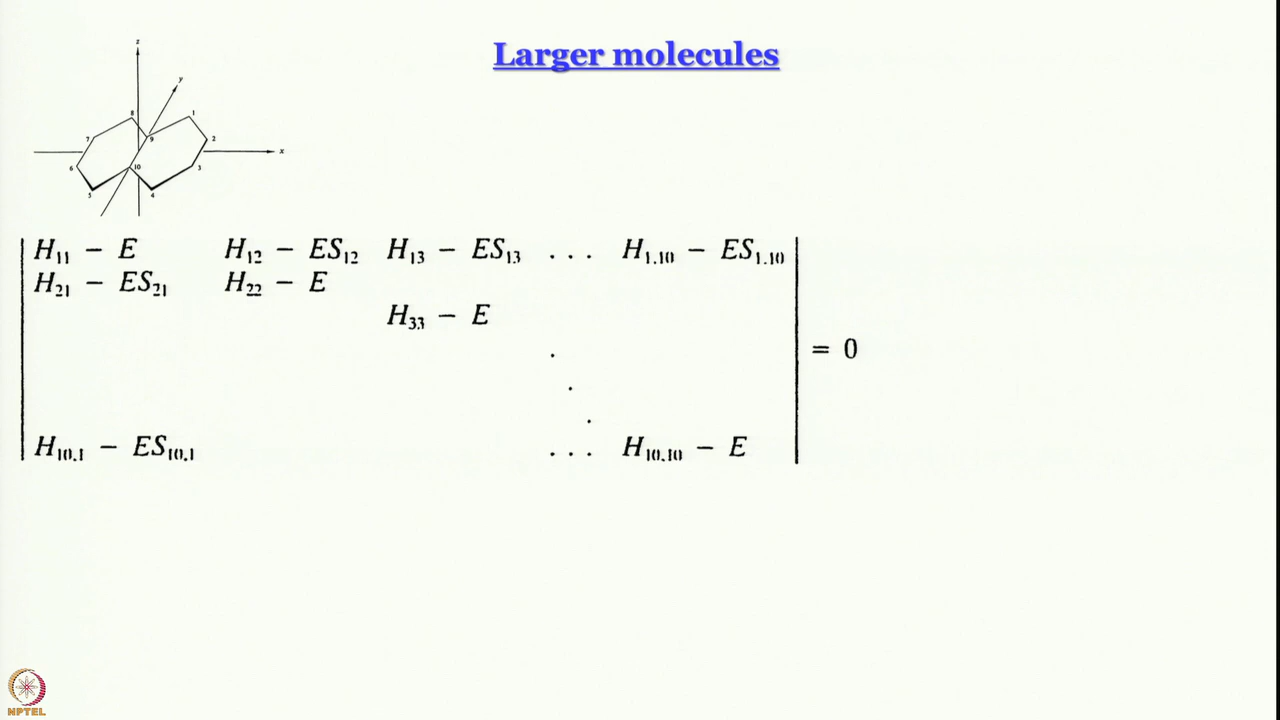 Larger molecules
z
y
8 1
7 9 2
x
6 10 3
5 4
H₁₁ − E H₁₂ − ES₁₂ H₁₃ − ES₁₃ ... H₁.₁₀ − ES₁.₁₀
H₂₁ − ES₂₁ H₂₂ − E
H₃₃ − E
= 0
.
.
.
H₁₀.₁ − ES₁₀.₁ ... H₁₀.₁₀ − E
NPTEL